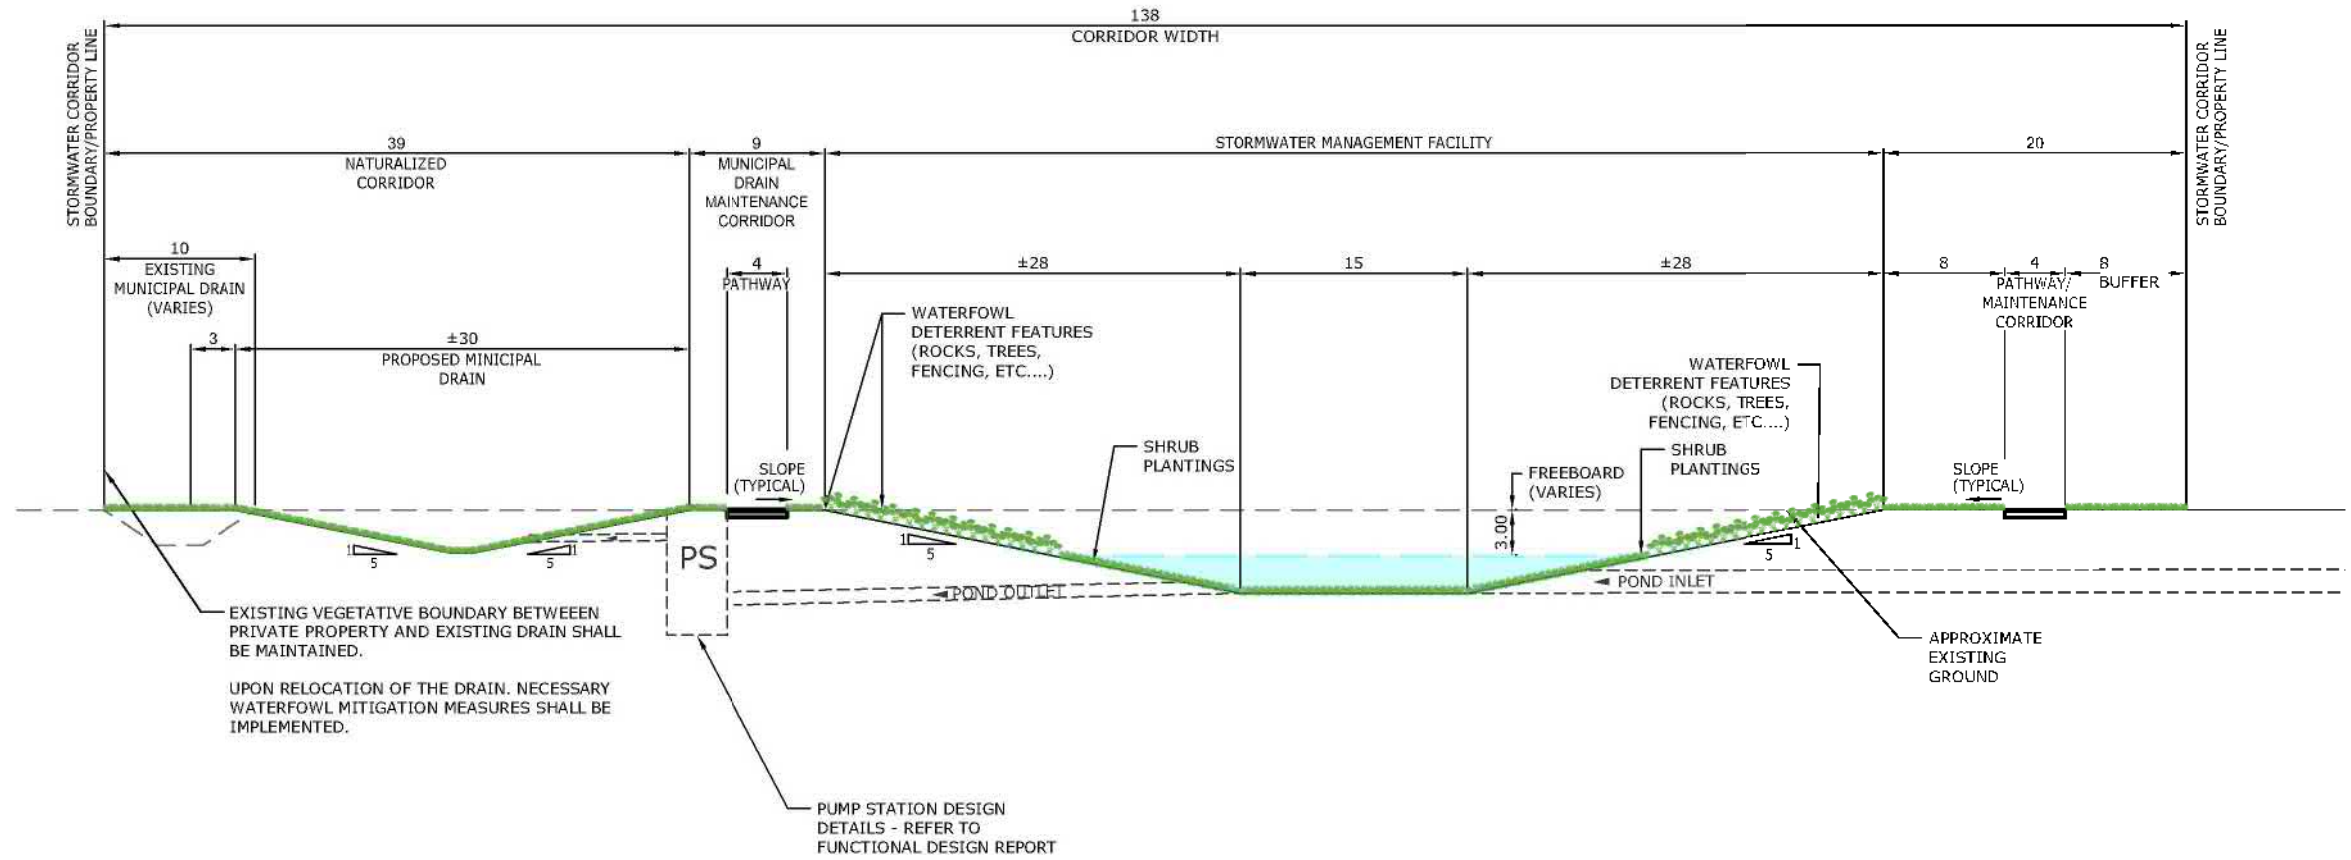 138
CORRIDOR WIDTH
STORMWATER CORRIDOR
BOUNDARY/PROPERTY LINE
STORMWATER CORRIDOR
BOUNDARY/PROPERTY LINE
39
NATURALIZED
CORRIDOR
9
MUNICIPAL
DRAIN
MAINTENANCE
CORRIDOR
STORMWATER MANAGEMENT FACILITY
20
10
EXISTING
MUNICIPAL DRAIN
(VARIES)
4
PATHWAY
±28
15
±28
8
4
PATHWAY/
MAINTENANCE
CORRIDOR
8
BUFFER
3
±30
PROPOSED MINICIPAL
DRAIN
WATERFOWL
DETERRENT FEATURES
(ROCKS, TREES,
FENCING, ETC....)
WATERFOWL
DETERRENT FEATURES
(ROCKS, TREES,
FENCING, ETC....)
SHRUB
PLANTINGS
SHRUB
PLANTINGS
SLOPE
(TYPICAL)
FREEBOARD
(VARIES)
SLOPE
(TYPICAL)
3.00
1
5
1
5
1
5
1
5
PS
POND OUTLET
POND INLET
EXISTING VEGETATIVE BOUNDARY BETWEEEN
PRIVATE PROPERTY AND EXISTING DRAIN SHALL
BE MAINTAINED.
UPON RELOCATION OF THE DRAIN. NECESSARY
WATERFOWL MITIGATION MEASURES SHALL BE
IMPLEMENTED.
APPROXIMATE
EXISTING
GROUND
PUMP STATION DESIGN
DETAILS - REFER TO
FUNCTIONAL DESIGN REPORT